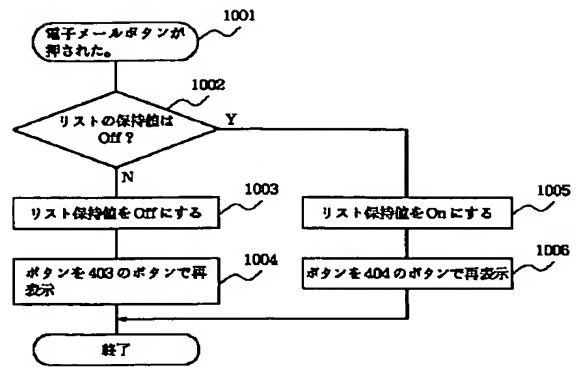 1001
電子メールボタンが
押された。
1002
リストの保持値は
Off?
Y
N
1003
リスト保持値をOffにする
1005
リスト保持値をOnにする
1004
ボタンを403のボタンで再
表示
1006
ボタンを404のボタンで再表示
終了